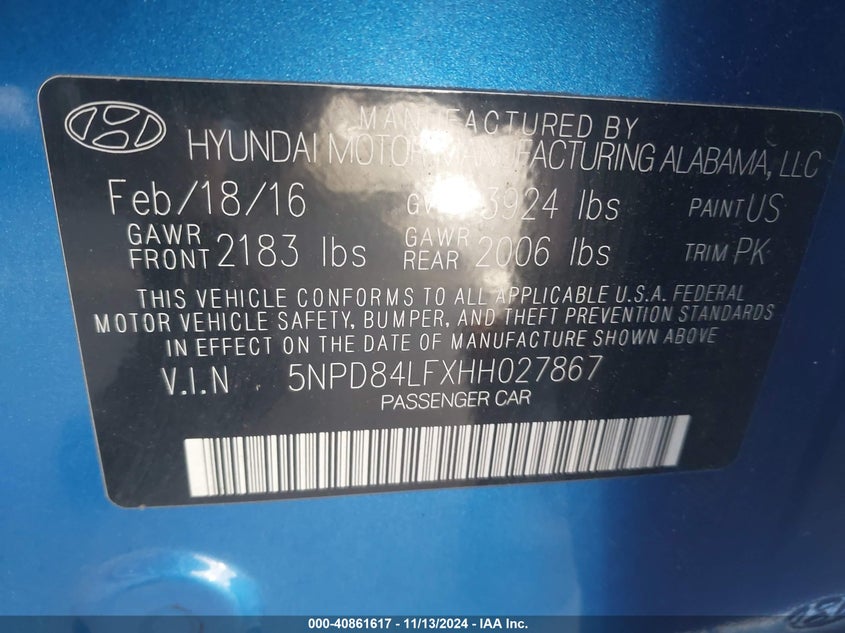 MANUFACTURED BY
HYUNDAI MOTOR MANUFACTURING ALABAMA, LLC
Feb/18/16 3924 lbs PAINT US
GAWR FRONT 2183 lbs GAWR REAR 2006 lbs TRIM PK
THIS VEHICLE CONFORMS TO ALL APPLICABLE U.S.A. FEDERAL
MOTOR VEHICLE SAFETY, BUMPER, AND THEFT PREVENTION STANDARDS
IN EFFECT ON THE DATE OF MANUFACTURE SHOWN ABOVE
V.I.N 5NPD84LFXHH027867
PASSENGER CAR
000-40861617 - 11/13/2024 - IAA Inc.